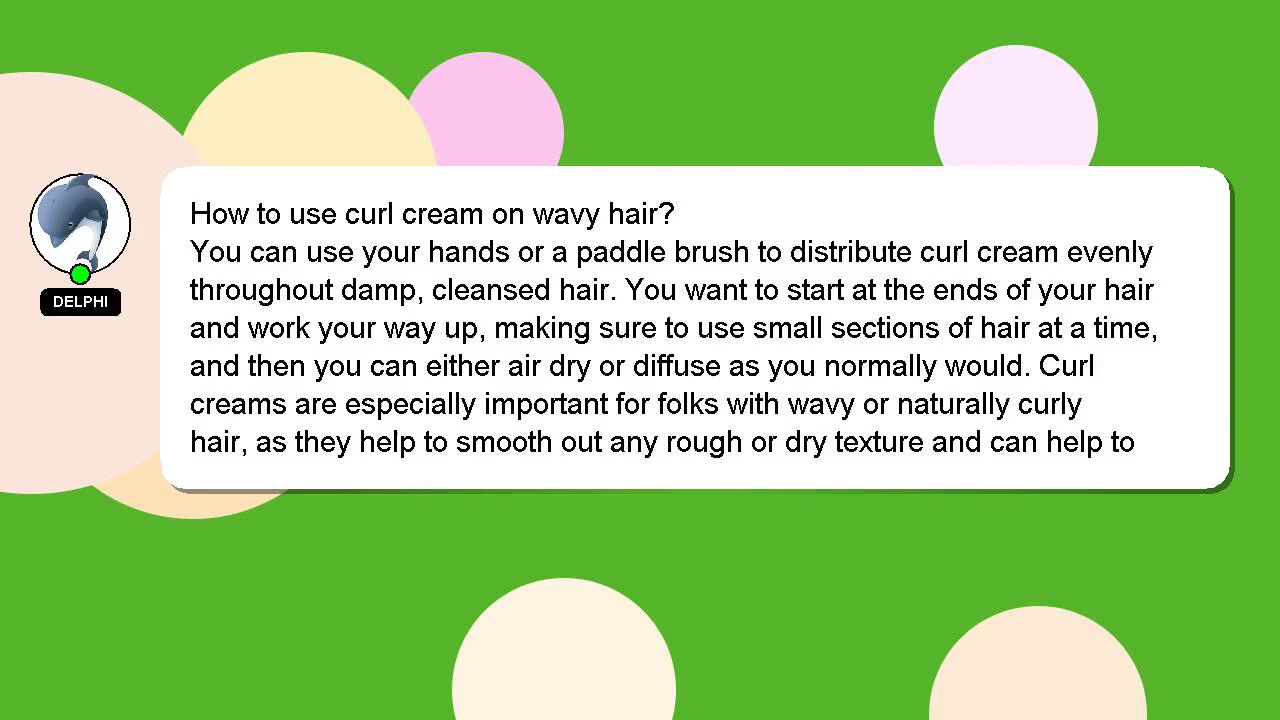 How to use curl cream on wavy hair?
You can use your hands or a paddle brush to distribute curl cream evenly
throughout damp, cleansed hair. You want to start at the ends of your hair
and work your way up, making sure to use small sections of hair at a time,
and then you can either air dry or diffuse as you normally would. Curl
creams are especially important for folks with wavy or naturally curly
hair, as they help to smooth out any rough or dry texture and can help to
DELPHI